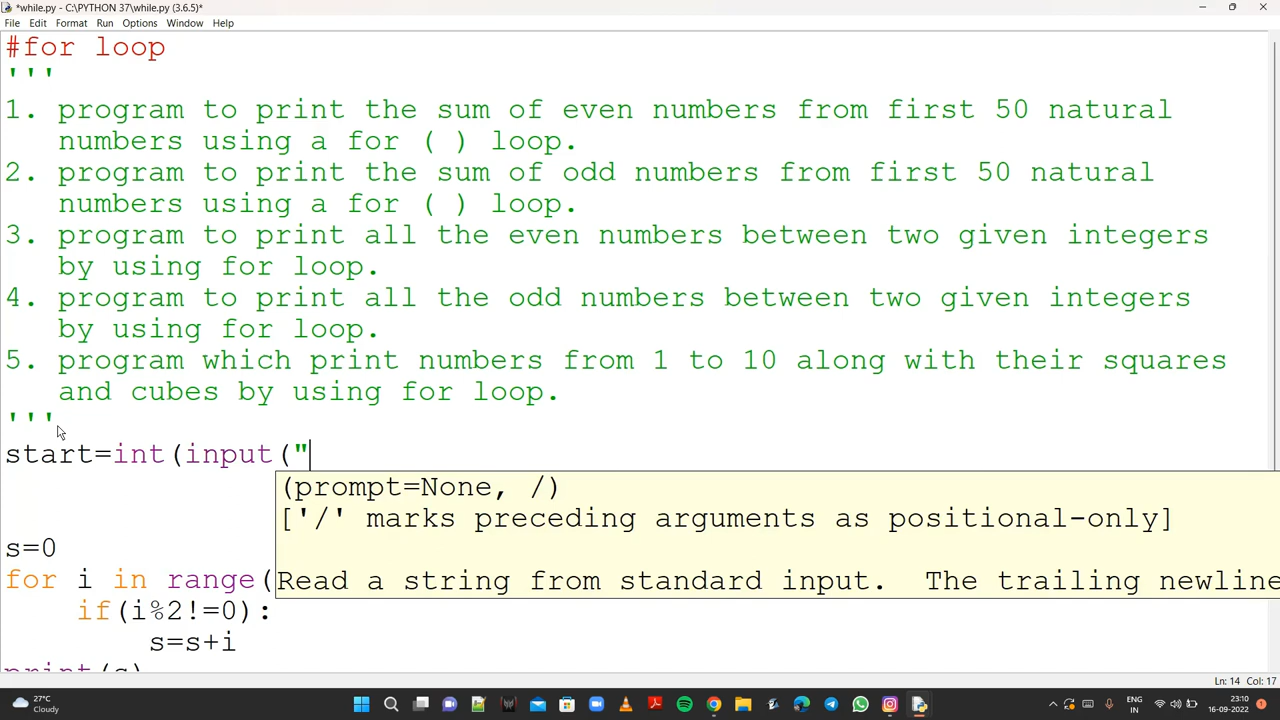 *while.py - C:\PYTHON 37\while.py (3.6.5)*
File Edit Format Run Options Window Help
#for loop
'''
1. program to print the sum of even numbers from first 50 natural
numbers using a for ( ) loop.
2. program to print the sum of odd numbers from first 50 natural
numbers using a for ( ) loop.
3. program to print all the even numbers between two given integers
by using for loop.
4. program to print all the odd numbers between two given integers
by using for loop.
5. program which print numbers from 1 to 10 along with their squares
and cubes by using for loop.
'''
start=int(input("
(prompt=None, /)
['/' marks preceding arguments as positional-only]
s=0
for i in range(
Read a string from standard input.  The trailing newline
if(i%2!=0):
s=s+i
print(s)
Ln: 14 Col: 17
27°C
Cloudy
ENG
IN
23:10
16-09-2022